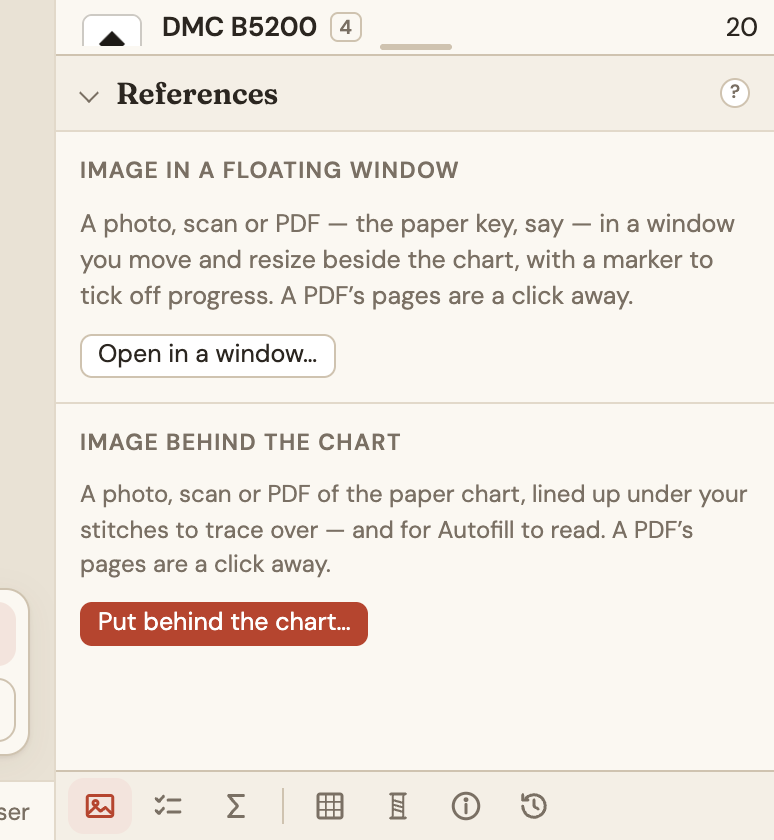 DMC B5200 4 20
References ?
IMAGE IN A FLOATING WINDOW
A photo, scan or PDF — the paper key, say — in a window
you move and resize beside the chart, with a marker to
tick off progress. A PDF’s pages are a click away.
Open in a window…
IMAGE BEHIND THE CHART
A photo, scan or PDF of the paper chart, lined up under your
stitches to trace over — and for Autofill to read. A PDF’s
pages are a click away.
Put behind the chart…
ser